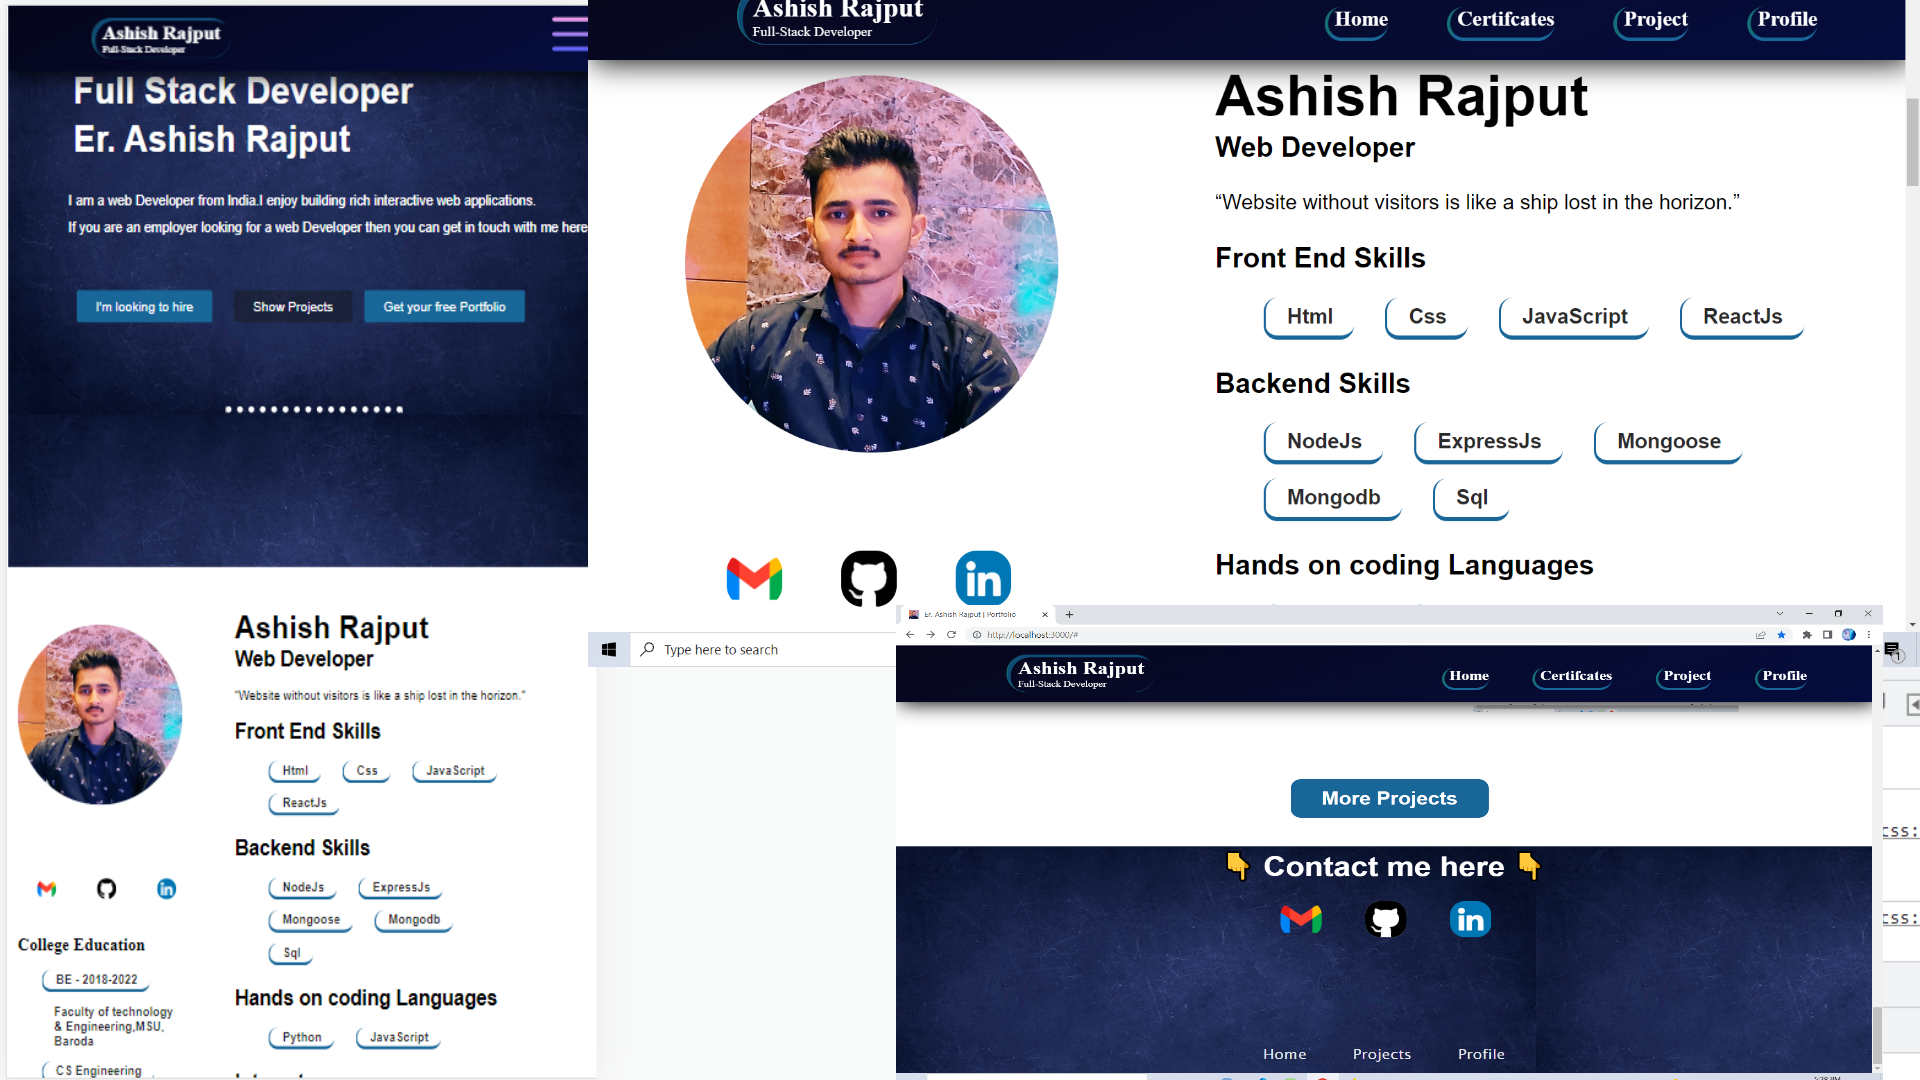 Ashish Rajput
Full-Stack Developer
Full Stack Developer
Er. Ashish Rajput
I am a web Developer from India.I enjoy building rich interactive web applications.
If you are an employer looking for a web Developer then you can get in touch with me here
I'm looking to hire
Show Projects
Get your free Portfolio
Ashish Rajput
Web Developer
“Website without visitors is like a ship lost in the horizon.”
Front End Skills
Html Css JavaScript
ReactJs
Backend Skills
NodeJs ExpressJs
Mongoose Mongodb
Sql
Hands on coding Languages
Python JavaScript
College Education
BE - 2018-2022
Faculty of technology
& Engineering,MSU,
Baroda
CS Engineering
Ashish Rajput
Full-Stack Developer
Home Certifcates Project Profile
Ashish Rajput
Web Developer
“Website without visitors is like a ship lost in the horizon.”
Front End Skills
Html Css JavaScript ReactJs
Backend Skills
NodeJs ExpressJs Mongoose
Mongodb Sql
Hands on coding Languages
in
Type here to search
Er. Ashish Rajput | Portfolio
http://localhost:3000/#
Ashish Rajput
Full-Stack Developer
Home Certifcates Project Profile
More Projects
👇 Contact me here 👇
in
Home Projects Profile
1
css:
css: